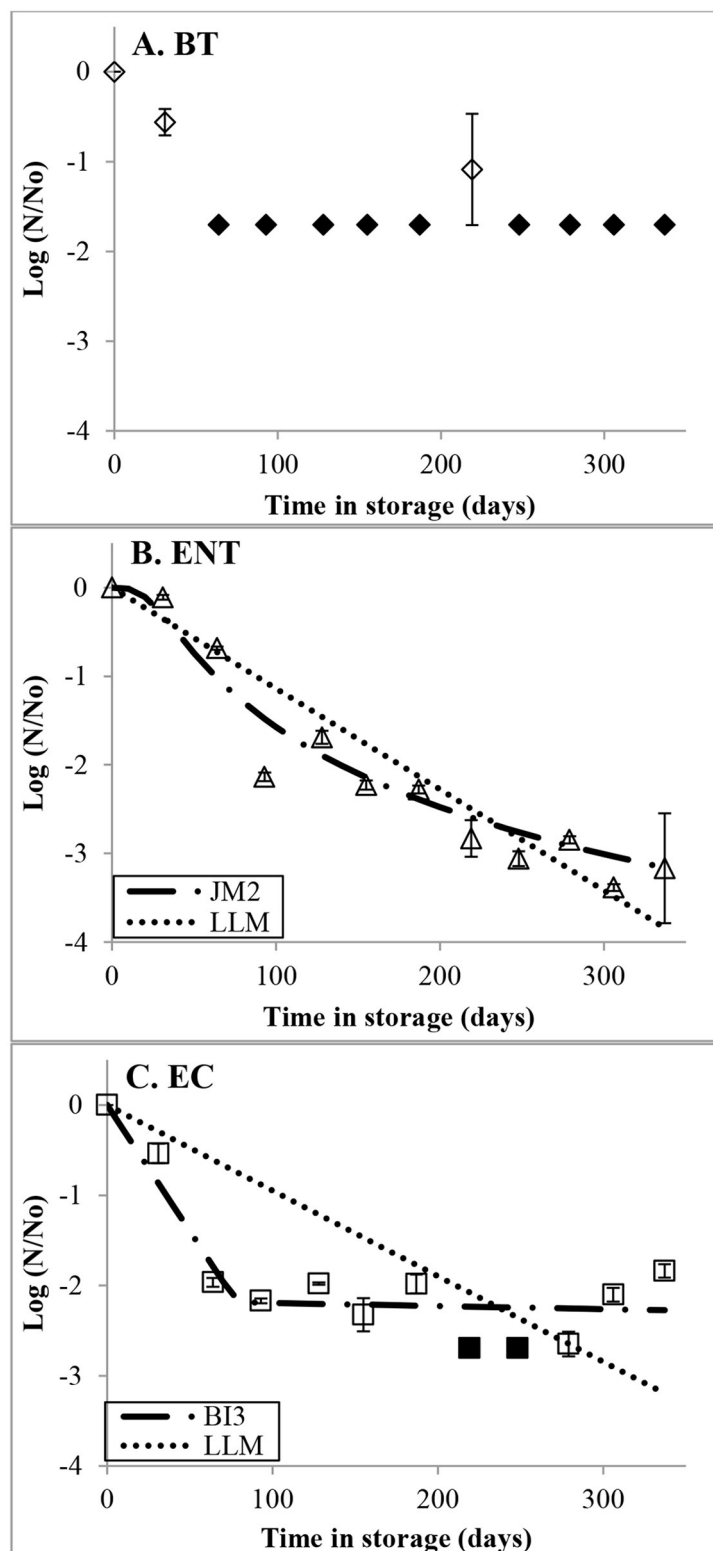 A. BT
Log (N/No)
0
-1
-2
-3
-4
0 100 200 300
Time in storage (days)
B. ENT
Log (N/No)
0
-1
-2
-3
-4
JM2
LLM
0 100 200 300
Time in storage (days)
C. EC
Log (N/No)
0
-1
-2
-3
-4
BI3
LLM
0 100 200 300
Time in storage (days)